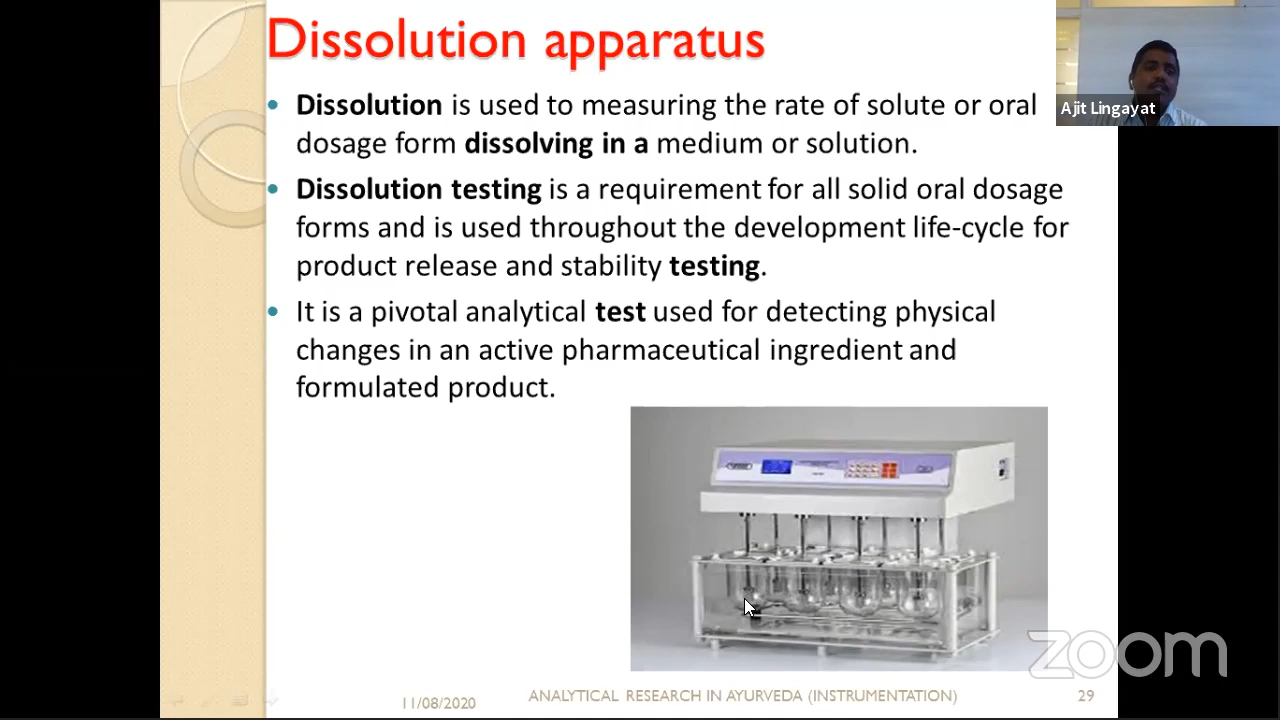 Dissolution apparatus
Ajit Lingayat
Dissolution is used to measuring the rate of solute or oral
dosage form dissolving in a medium or solution.
Dissolution testing is a requirement for all solid oral dosage
forms and is used throughout the development life-cycle for
product release and stability testing.
It is a pivotal analytical test used for detecting physical
changes in an active pharmaceutical ingredient and
formulated product.
zoom
11/08/2020
ANALYTICAL RESEARCH IN AYURVEDA (INSTRUMENTATION)
29